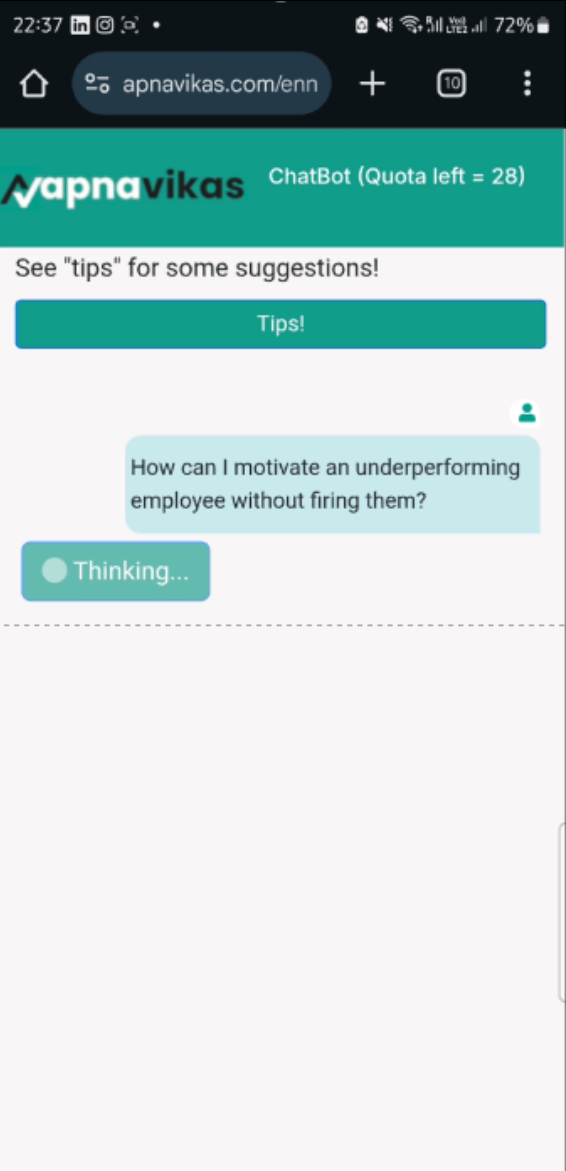 22:37
72%
apnavikas.com/enn
10
apnavikas
ChatBot (Quota left = 28)
See "tips" for some suggestions!
Tips!
How can I motivate an underperforming
employee without firing them?
Thinking...